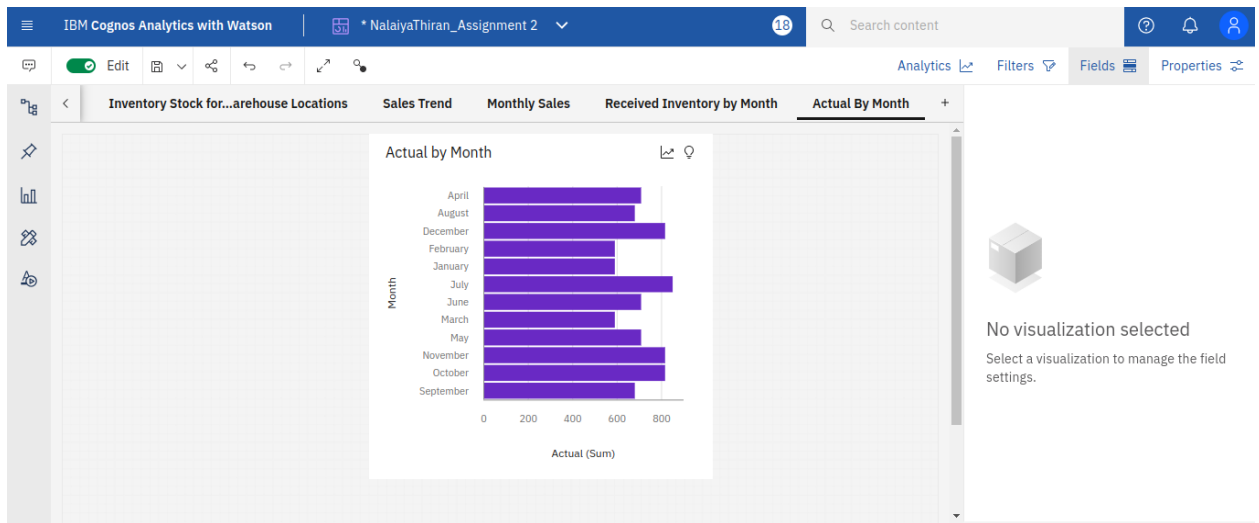 IBM Cognos Analytics with Watson
* NalaiyaThiran_Assignment 2
18
Search content
Edit
Analytics
Filters
Fields
Properties
Inventory Stock for...arehouse Locations
Sales Trend
Monthly Sales
Received Inventory by Month
Actual By Month
+
Actual by Month
Month
April
August
December
February
January
July
June
March
May
November
October
September
0 200 400 600 800
Actual (Sum)
No visualization selected
Select a visualization to manage the field
settings.